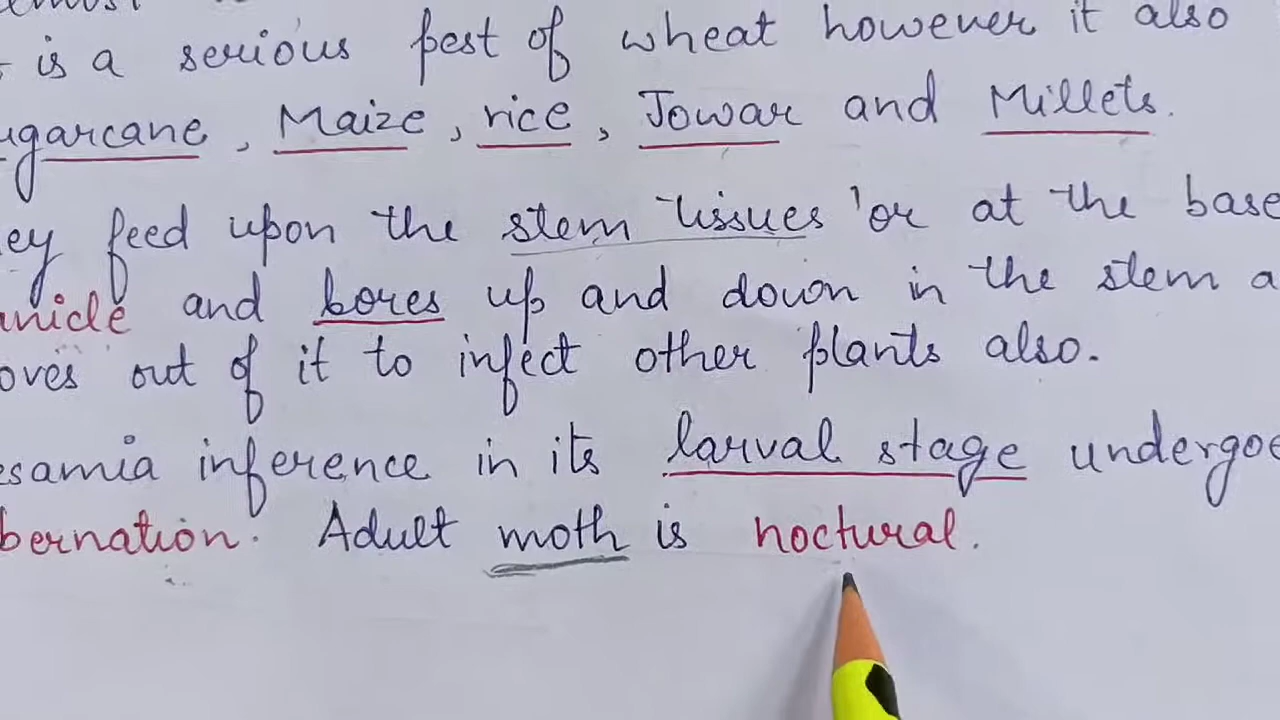 is a serious pest of wheat however it also
ugarcane, Maize, rice, Jowar and Millets.
ey feed upon the stem tissues or at the base
unicle and bores up and down in the stem a
oves out of it to infect other plants also.
esamia inference in its larval stage undergoe
bernation. Adult moth is noctural.